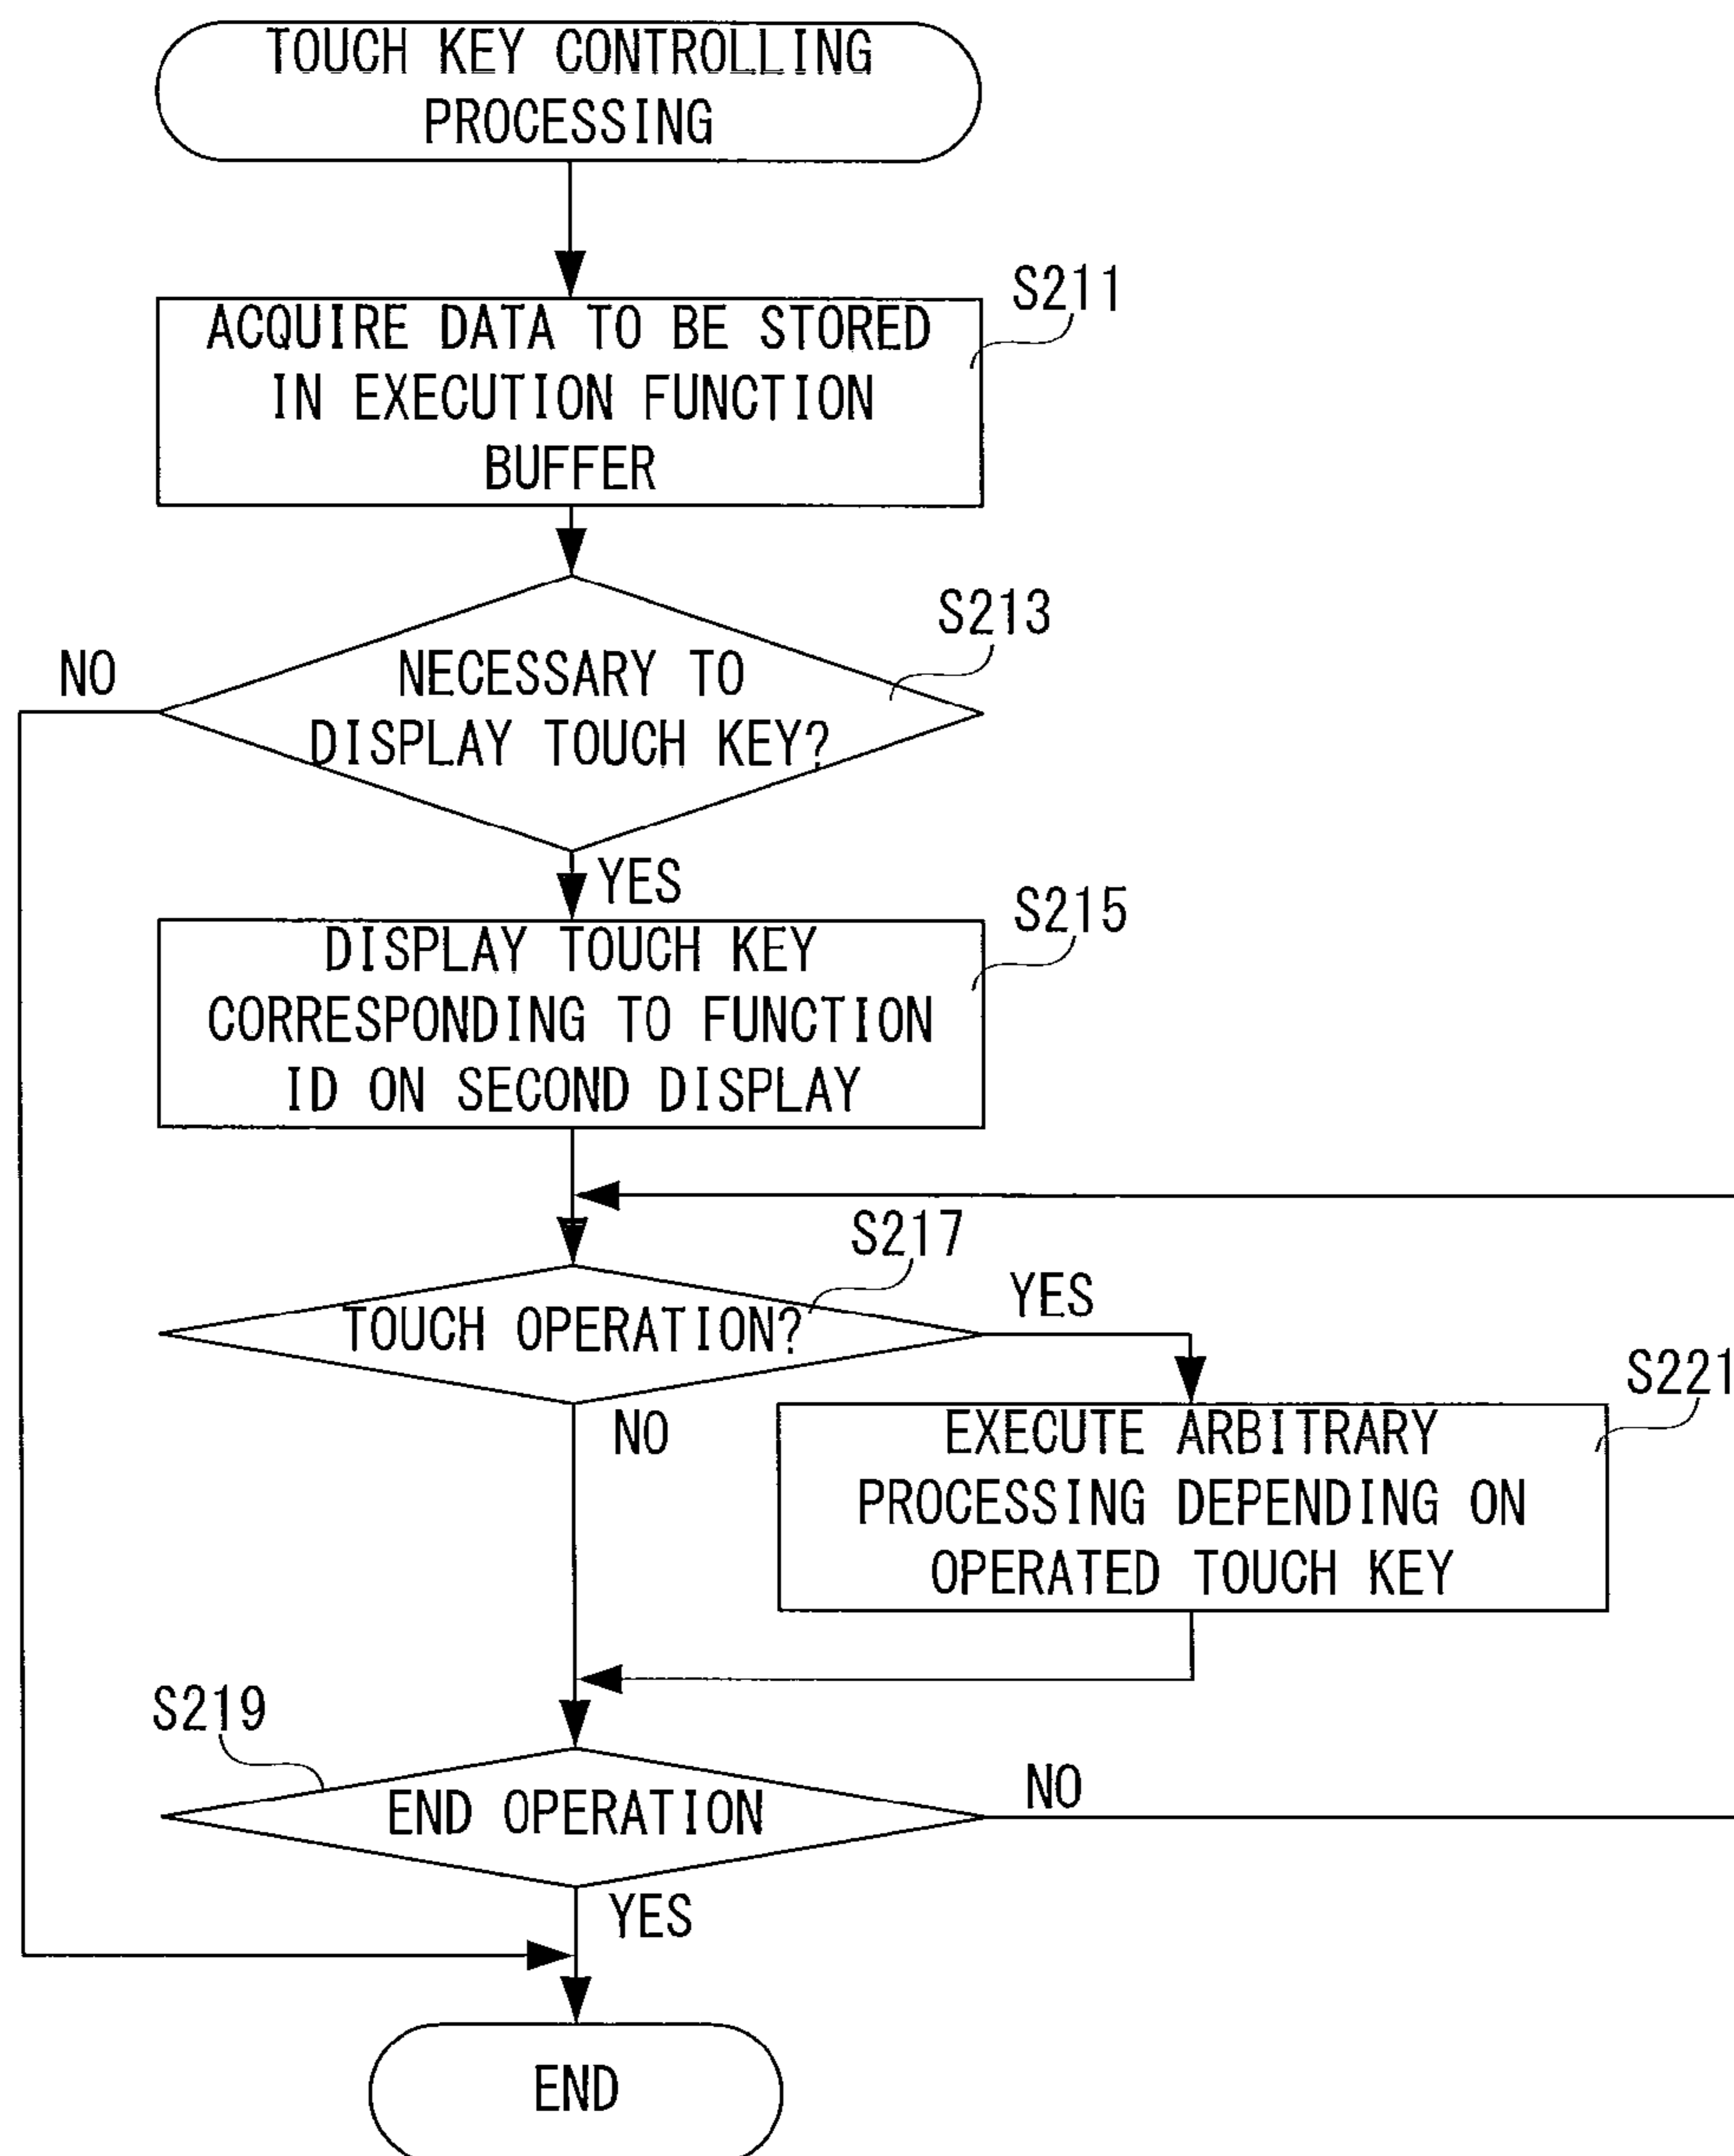 TOUCH KEY CONTROLLING
PROCESSING
S211
ACQUIRE DATA TO BE STORED
IN EXECUTION FUNCTION
BUFFER
S213
NO
NECESSARY TO
DISPLAY TOUCH KEY?
YES
S215
DISPLAY TOUCH KEY
CORRESPONDING TO FUNCTION
ID ON SECOND DISPLAY
S217
TOUCH OPERATION?
YES
S221
NO
EXECUTE ARBITRARY
PROCESSING DEPENDING ON
OPERATED TOUCH KEY
S219
END OPERATION
NO
YES
END